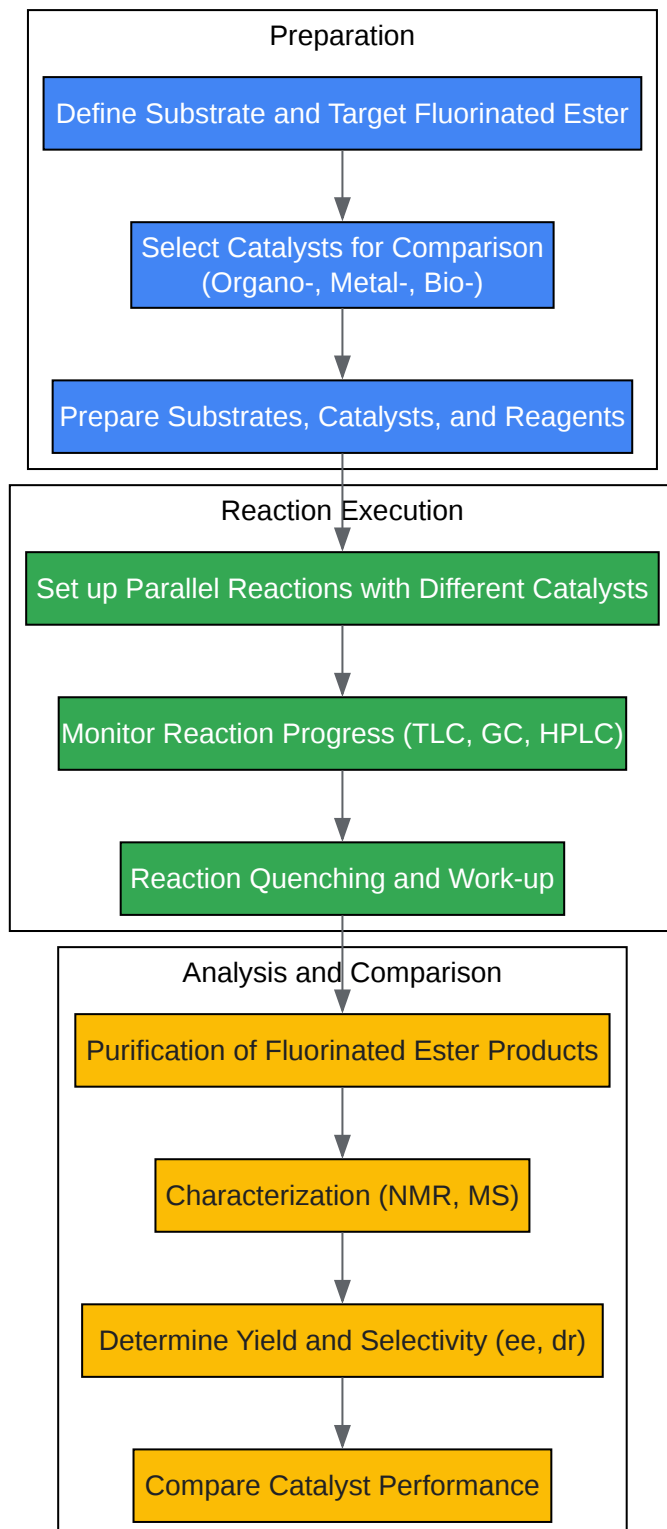 Preparation
Define Substrate and Target Fluorinated Ester
Select Catalysts for Comparison
(Organo-, Metal-, Bio-)
Prepare Substrates, Catalysts, and Reagents
Reaction Execution
Set up Parallel Reactions with Different Catalysts
Monitor Reaction Progress (TLC, GC, HPLC)
Reaction Quenching and Work-up
Analysis and Comparison
Purification of Fluorinated Ester Products
Characterization (NMR, MS)
Determine Yield and Selectivity (ee, dr)
Compare Catalyst Performance